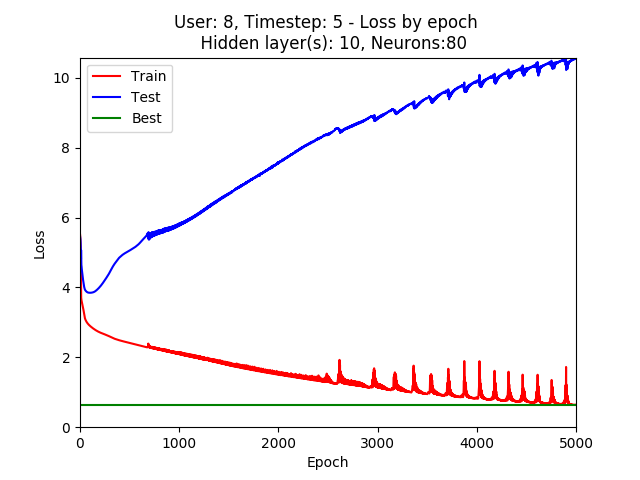 User: 8, Timestep: 5 - Loss by epoch
Hidden layer(s): 10, Neurons:80
Train
Test
Best
10
8
6
4
2
0
Loss
0
1000
2000
3000
4000
5000
Epoch